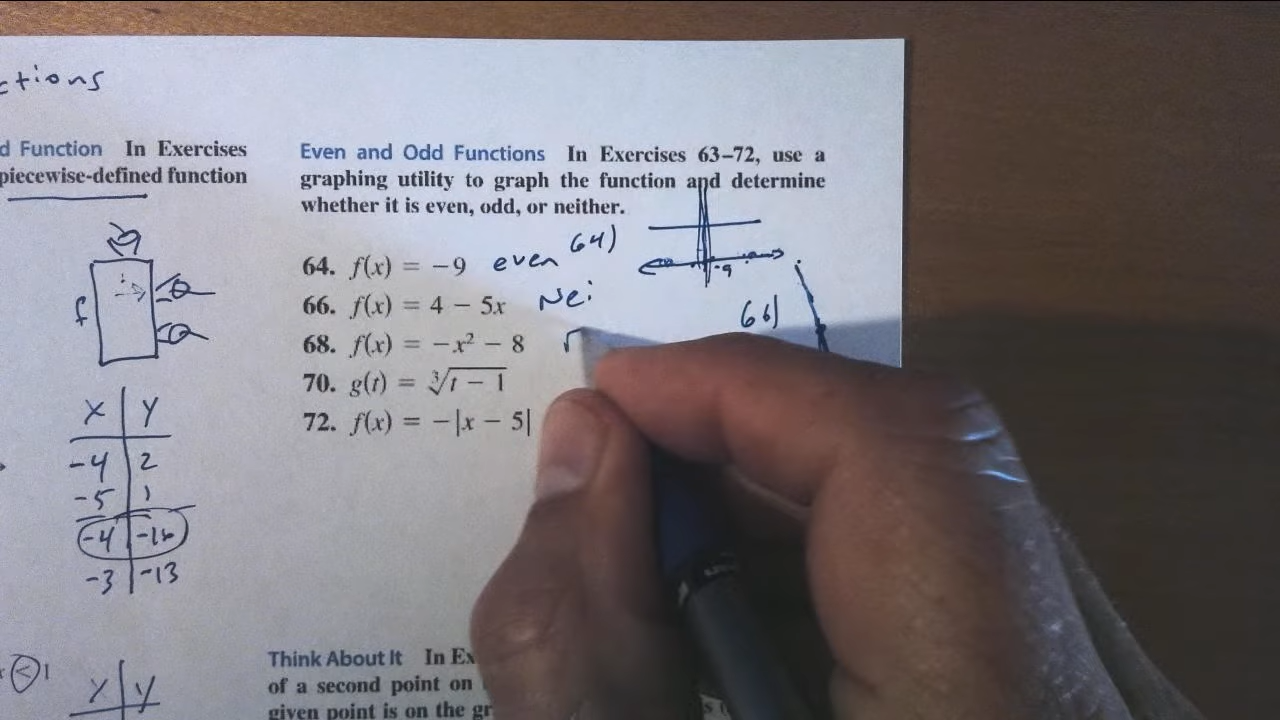 ctions
d Function In Exercises
piecewise-defined function
f
x y
-4 2
-5 1
-4 -16
-3 -13
<1
x y
Even and Odd Functions In Exercises 63–72, use a
graphing utility to graph the function and determine
whether it is even, odd, or neither.
64. f(x) = −9 even 64)
-9
66. f(x) = 4 − 5x Nei 66)
68. f(x) = −x² − 8
70. g(t) = ∛t − 1
72. f(x) = −|x − 5|
Think About It In Ex
of a second point on
given point is on the gr